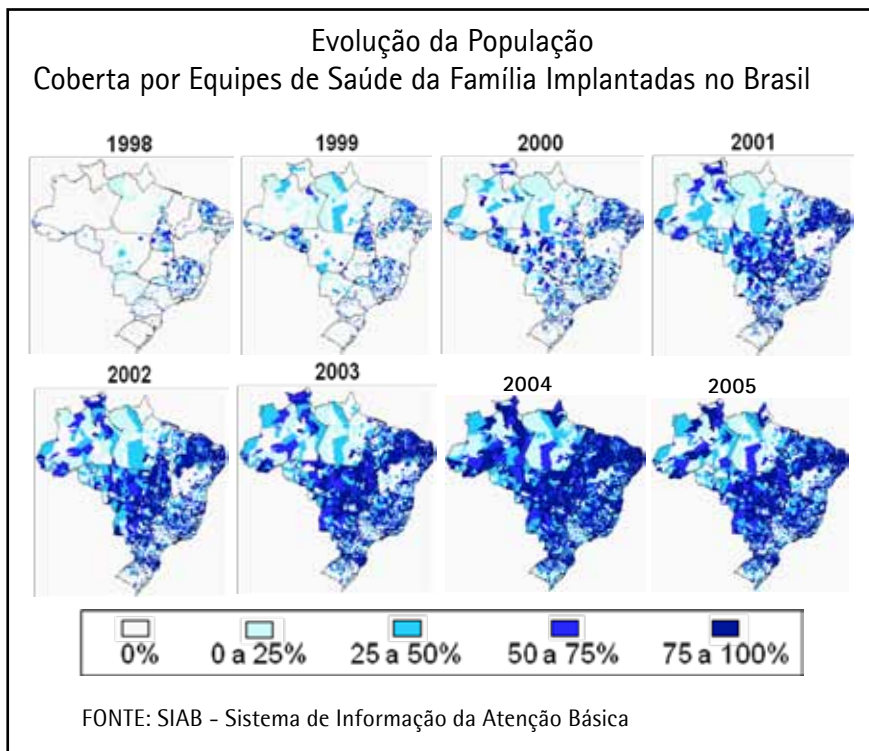 Evolução da População
Coberta por Equipes de Saúde da Família Implantadas no Brasil
1998 1999 2000 2001
2002 2003 2004 2005
0% 0 a 25% 25 a 50% 50 a 75% 75 a 100%
FONTE: SIAB - Sistema de Informação da Atenção Básica